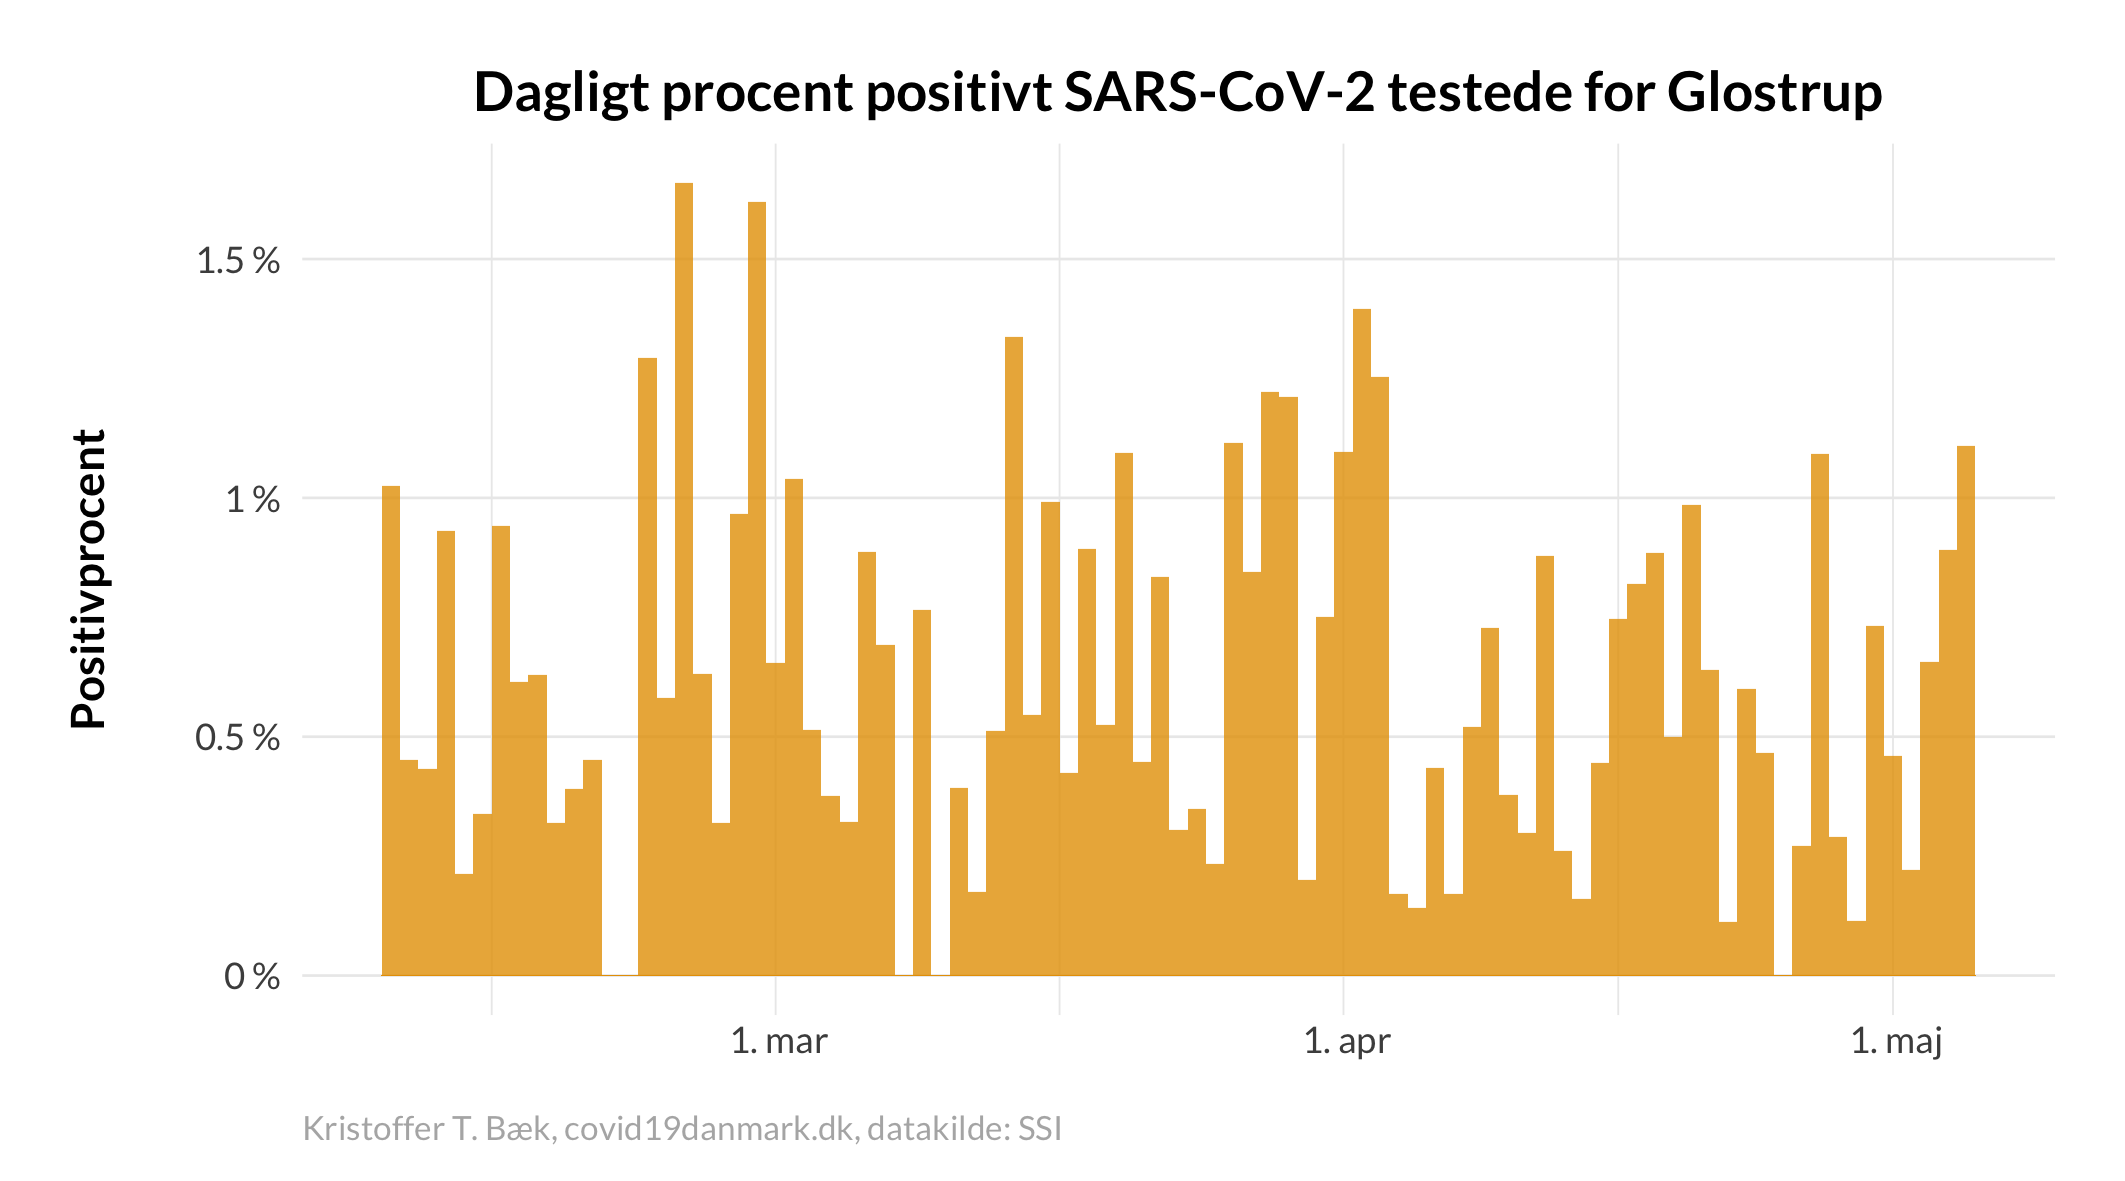 Dagligt procent positivt SARS-CoV-2 testede for Glostrup
Positivprocent
1.5 %
1 %
0.5 %
0 %
1. mar
1. apr
1. maj
Kristoffer T. Bæk, covid19danmark.dk, datakilde: SSI